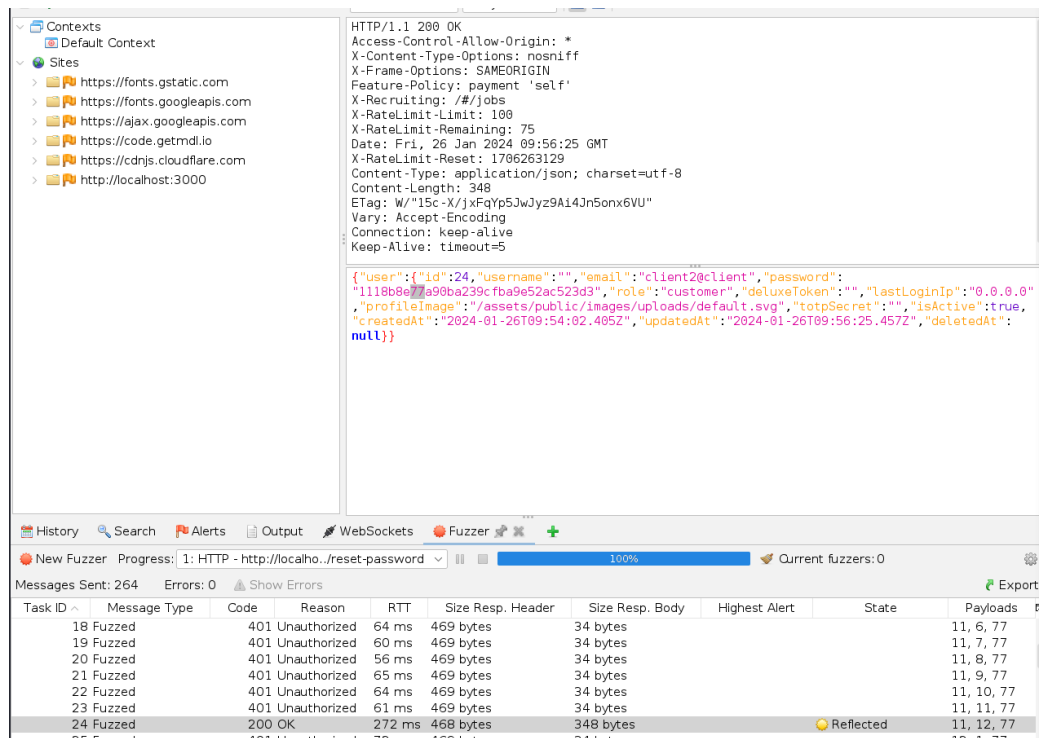 Contexts
Default Context
Sites
https://fonts.gstatic.com
https://fonts.googleapis.com
https://ajax.googleapis.com
https://code.getmdl.io
https://cdnjs.cloudflare.com
http://localhost:3000
HTTP/1.1 200 OK
Access-Control-Allow-Origin: *
X-Content-Type-Options: nosniff
X-Frame-Options: SAMEORIGIN
Feature-Policy: payment 'self'
X-Recruiting: /#/jobs
X-RateLimit-Limit: 100
X-RateLimit-Remaining: 75
Date: Fri, 26 Jan 2024 09:56:25 GMT
X-RateLimit-Reset: 1706263129
Content-Type: application/json; charset=utf-8
Content-Length: 348
ETag: W/"15c-X/jxFqYp5JwJyz9Ai4Jn5onx6VU"
Vary: Accept-Encoding
Connection: keep-alive
Keep-Alive: timeout=5
{"user":{"id":24,"username":"","email":"client2@client","password":
"1118b8e77a90ba239cfba9e52ac523d3","role":"customer","deluxeToken":"","lastLoginIp":"0.0.0.0"
,"profileImage":"/assets/public/images/uploads/default.svg","totpSecret":"","isActive":true,
"createdAt":"2024-01-26T09:54:02.405Z","updatedAt":"2024-01-26T09:56:25.457Z","deletedAt":
null}}
History Search Alerts Output WebSockets Fuzzer
New Fuzzer Progress: 1: HTTP - http://localho../reset-password 100% Current fuzzers: 0
Messages Sent: 264 Errors: 0 Show Errors Export
Task ID Message Type Code Reason RTT Size Resp. Header Size Resp. Body Highest Alert State Payloads
18 Fuzzed 401 Unauthorized 64 ms 469 bytes 34 bytes 11, 6, 77
19 Fuzzed 401 Unauthorized 60 ms 469 bytes 34 bytes 11, 7, 77
20 Fuzzed 401 Unauthorized 56 ms 469 bytes 34 bytes 11, 8, 77
21 Fuzzed 401 Unauthorized 65 ms 469 bytes 34 bytes 11, 9, 77
22 Fuzzed 401 Unauthorized 64 ms 469 bytes 34 bytes 11, 10, 77
23 Fuzzed 401 Unauthorized 61 ms 469 bytes 34 bytes 11, 11, 77
24 Fuzzed 200 OK 272 ms 468 bytes 348 bytes Reflected 11, 12, 77